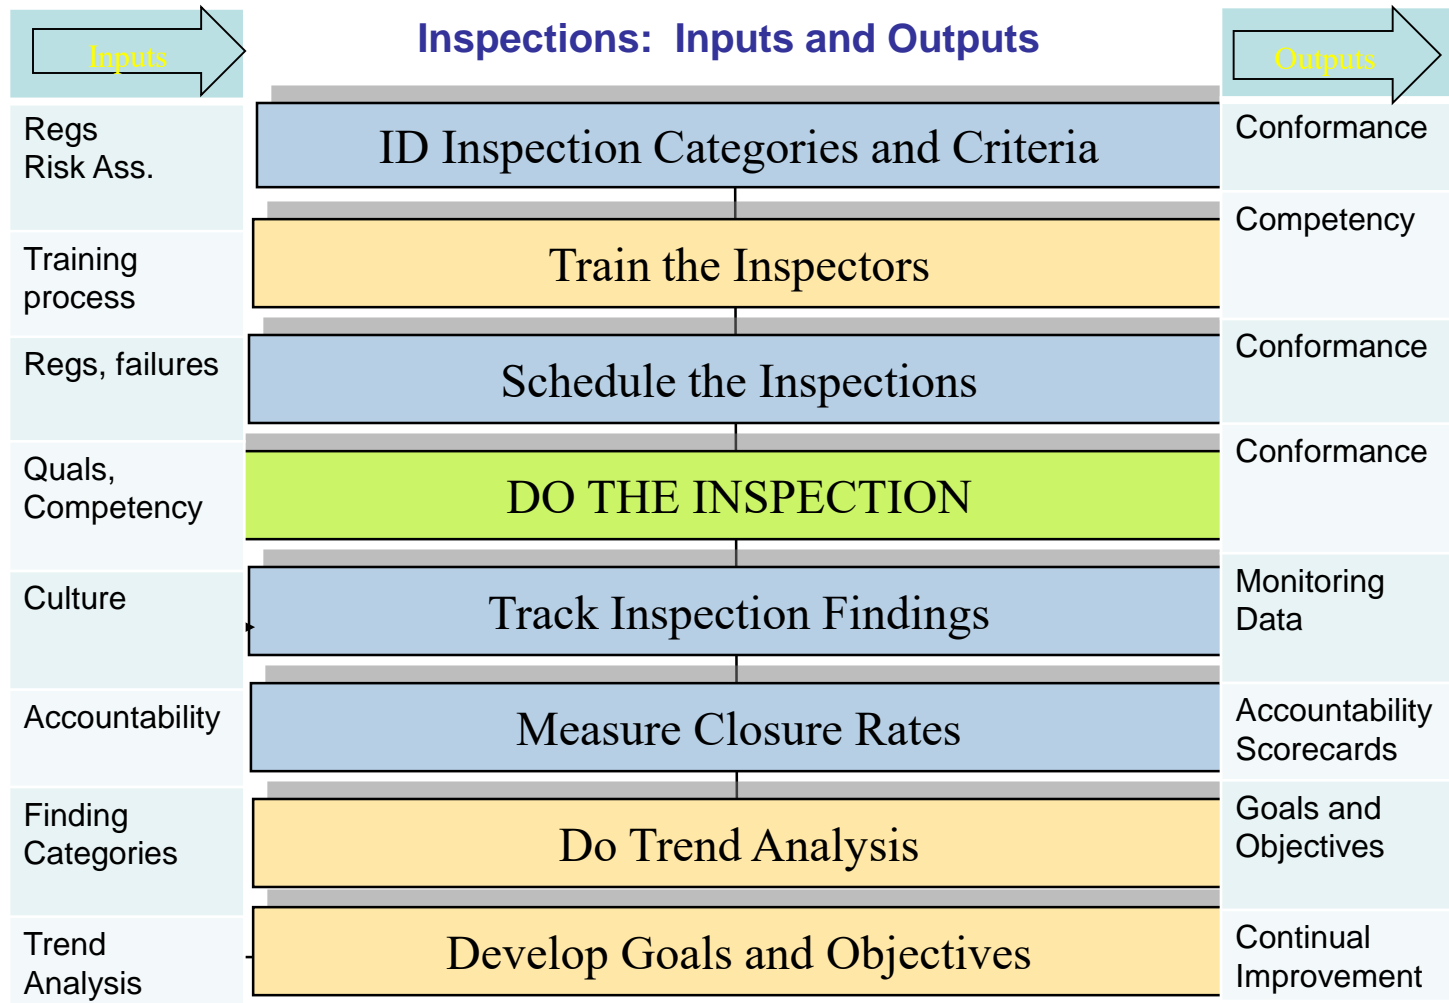 Inputs
Inspections:  Inputs and Outputs
Outputs
Regs
Risk Ass.
ID Inspection Categories and Criteria
Conformance
Training
process
Train the Inspectors
Competency
Regs, failures
Schedule the Inspections
Conformance
Quals,
Competency
DO THE INSPECTION
Conformance
Culture
Track Inspection Findings
Monitoring
Data
Accountability
Measure Closure Rates
Accountability
Scorecards
Finding
Categories
Do Trend Analysis
Goals and
Objectives
Trend
Analysis
Develop Goals and Objectives
Continual
Improvement